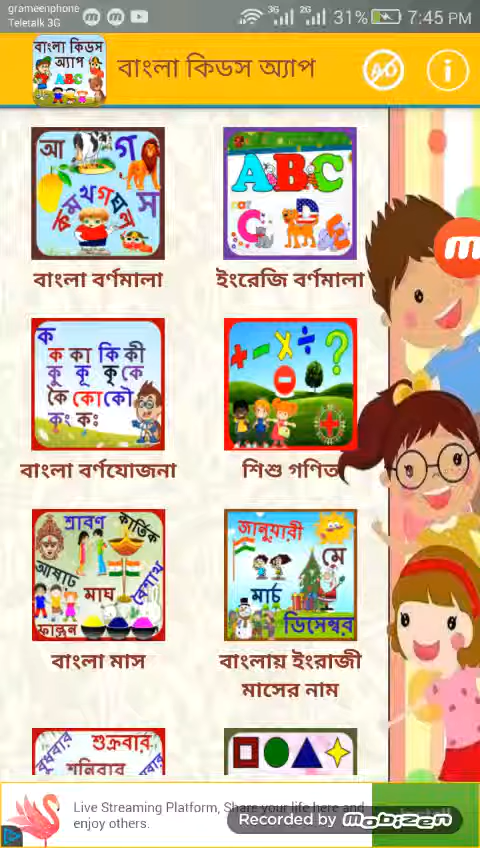 grameenphone
Teletalk 3G
3G
2G
31%
7:45 PM
বাংলা কিডস
অ্যাপ
ABC
বাংলা কিডস অ্যাপ
AD
i
আ
গ
ক ম খ গ ঘ ল
স
বাংলা বর্ণমালা
A B C
C D E
ইংরেজি বর্ণমালা
ক
ক কা কি কী
কু কূ কৃ কে
কৈ কো কৌ
কং কঃ
বাংলা বর্ণযোজনা
+ - X ÷ ?
শিশু গণিত
শ্রাবণ
কার্তিক
আষাঢ
মাঘ
বৈশাখ
ফাল্গুন
বাংলা মাস
জানুয়ারী
মে
মার্চ
ডিসেম্বর
বাংলায় ইংরাজী
মাসের নাম
বুধবার
শুক্রবার
শনিবার
Live Streaming Platform, Share your life here and
enjoy others.
Recorded by Mobizen